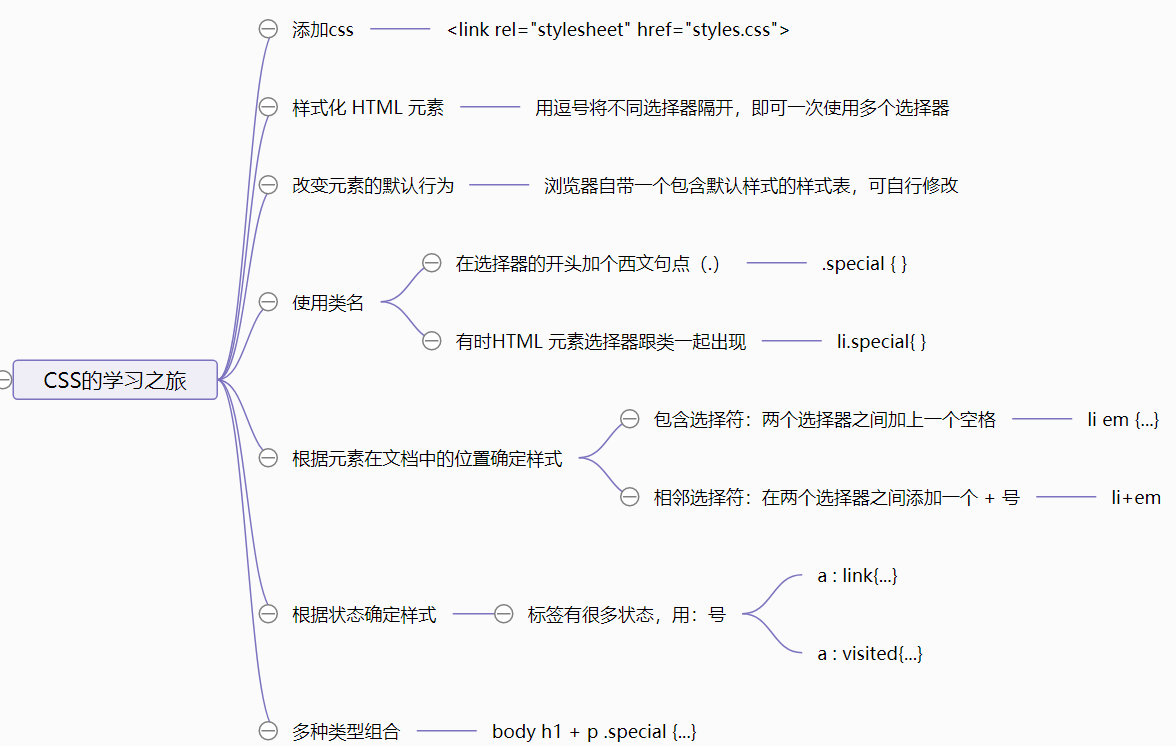 添加css
<link rel="stylesheet" href="styles.css">
样式化 HTML 元素
用逗号将不同选择器隔开，即可一次使用多个选择器
改变元素的默认行为
浏览器自带一个包含默认样式的样式表，可自行修改
使用类名
在选择器的开头加个西文句点（.）
.special { }
有时HTML 元素选择器跟类一起出现
li.special{ }
CSS的学习之旅
根据元素在文档中的位置确定样式
包含选择符：两个选择器之间加上一个空格
li em {...}
相邻选择符：在两个选择器之间添加一个 + 号
li+em
根据状态确定样式
标签有很多状态，用：号
a : link{...}
a : visited{...}
多种类型组合
body h1 + p .special {...}